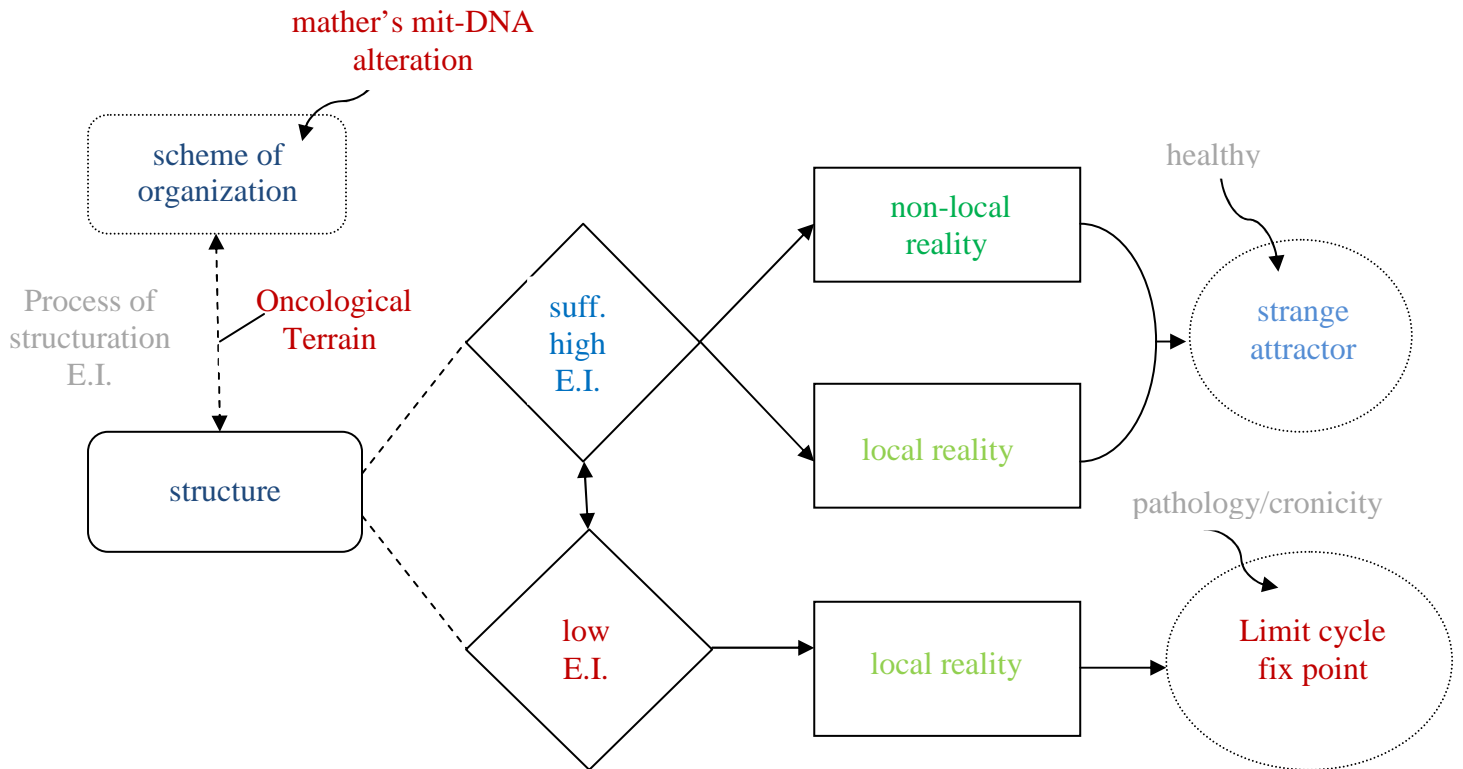 mather's mit-DNA
alteration
scheme of
organization
Process of
structuration
E.I.
Oncological
Terrain
structure
suff.
high
E.I.
low
E.I.
non-local
reality
local reality
local reality
healthy
strange
attractor
pathology/cronicity
Limit cycle
fix point